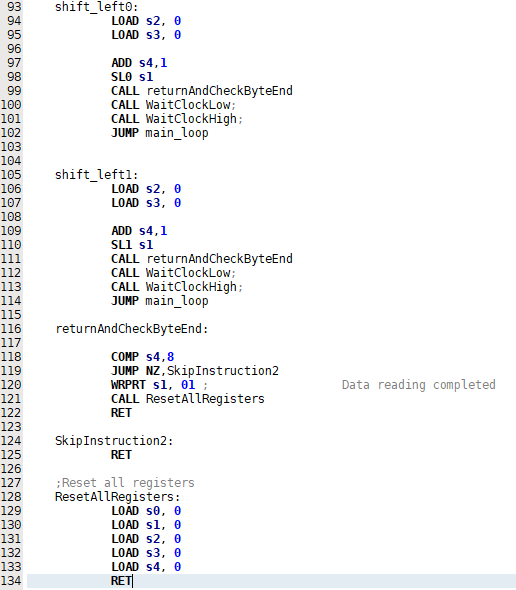 93 shift_left0:
94 LOAD s2, 0
95 LOAD s3, 0
96
97 ADD s4,1
98 SL0 s1
99 CALL returnAndCheckByteEnd
100 CALL WaitClockLow;
101 CALL WaitClockHigh;
102 JUMP main_loop
103
104
105 shift_left1:
106 LOAD s2, 0
107 LOAD s3, 0
108
109 ADD s4,1
110 SL1 s1
111 CALL returnAndCheckByteEnd
112 CALL WaitClockLow;
113 CALL WaitClockHigh;
114 JUMP main_loop
115
116 returnAndCheckByteEnd:
117
118 COMP s4,8
119 JUMP NZ,SkipInstruction2
120 WRPRT s1, 01 ; Data reading completed
121 CALL ResetAllRegisters
122 RET
123
124 SkipInstruction2:
125 RET
126
127 ;Reset all registers
128 ResetAllRegisters:
129 LOAD s0, 0
130 LOAD s1, 0
131 LOAD s2, 0
132 LOAD s3, 0
133 LOAD s4, 0
134 RET